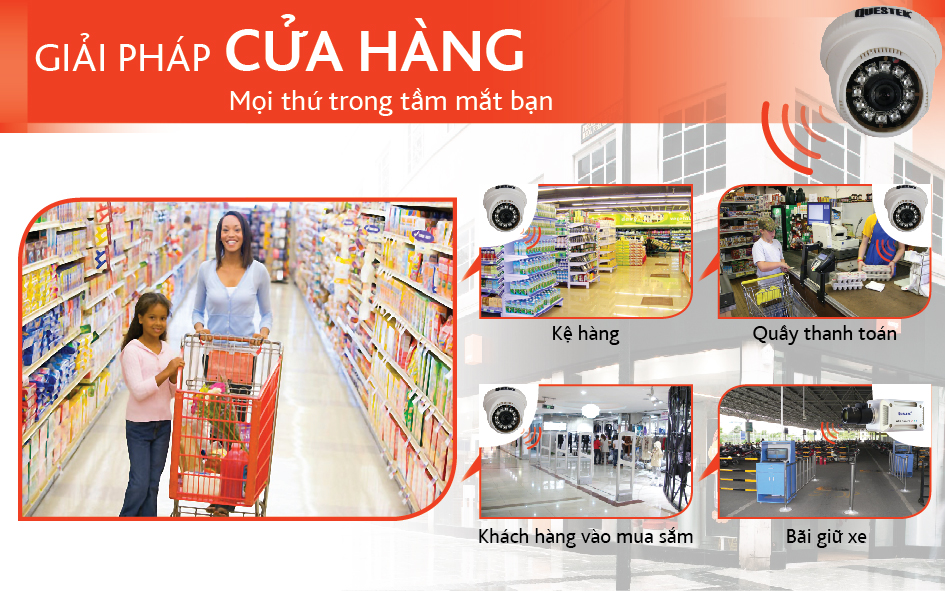 QUESTEK
GIẢI PHÁP CỬA HÀNG
Mọi thứ trong tầm mắt bạn
Kệ hàng
Quầy thanh toán
Khách hàng vào mua sắm
Bãi giữ xe